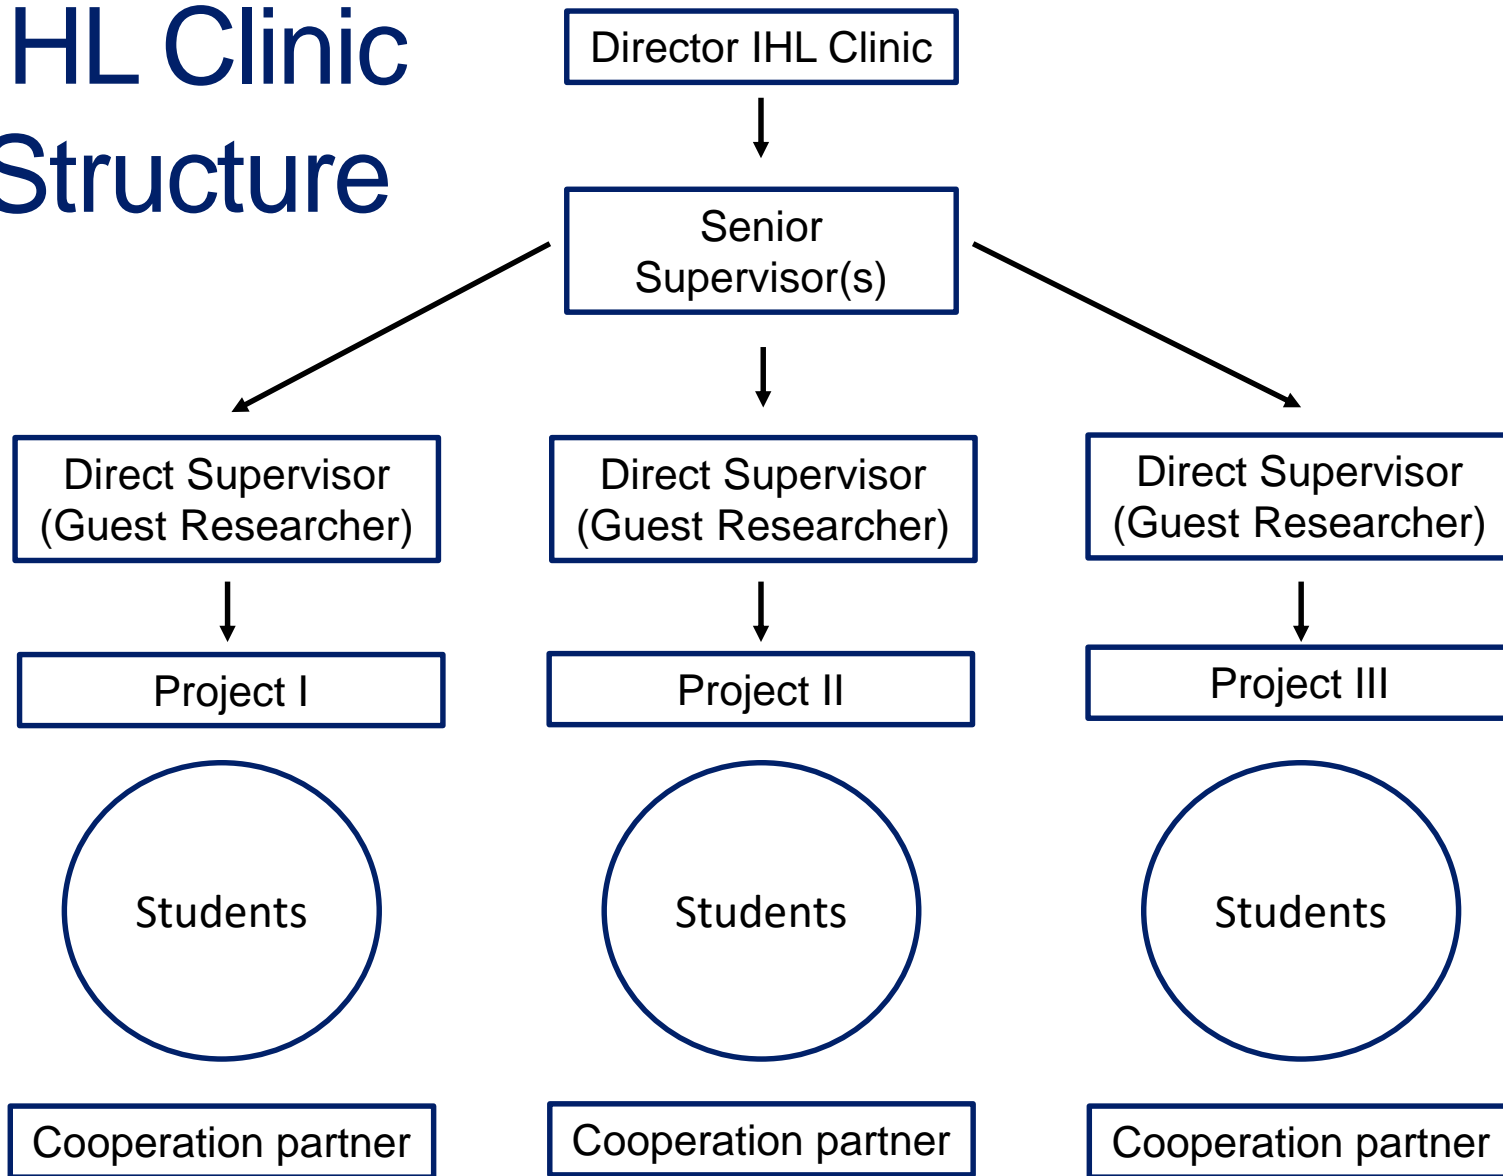 HL Clinic
Structure
Director IHL Clinic
Senior
Supervisor(s)
Direct Supervisor
(Guest Researcher)
Direct Supervisor
(Guest Researcher)
Direct Supervisor
(Guest Researcher)
Project I
Project II
Project III
Students
Students
Students
Cooperation partner
Cooperation partner
Cooperation partner